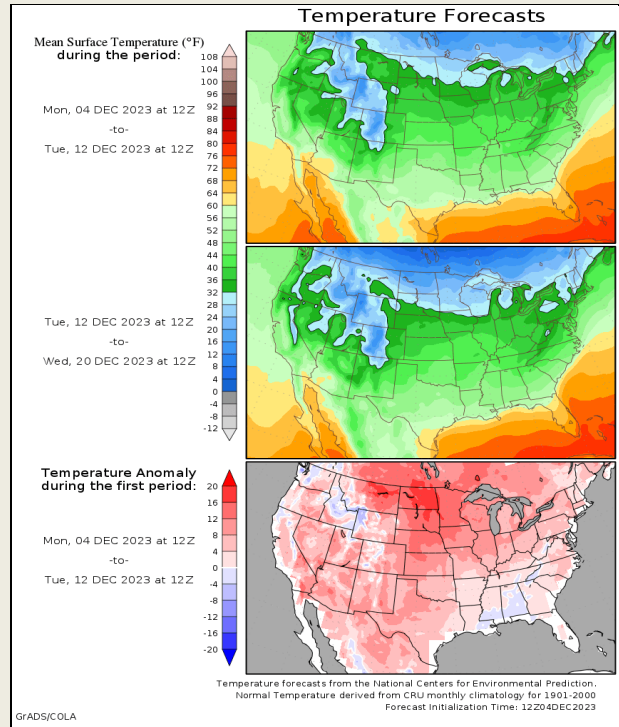 Temperature Forecasts
Mean Surface Temperature (°F)
during the period:
108
104
100
96
92
88
84
80
76
72
68
64
60
56
52
48
44
40
36
32
28
24
20
16
12
8
4
0
-4
-8
-12
Mon, 04 DEC 2023 at 12Z
-to-
Tue, 12 DEC 2023 at 12Z
Tue, 12 DEC 2023 at 12Z
-to-
Wed, 20 DEC 2023 at 12Z
Temperature Anomaly
during the first period:
20
16
12
8
4
0
-4
-8
-12
-16
-20
Mon, 04 DEC 2023 at 12Z
-to-
Tue, 12 DEC 2023 at 12Z
Temperature forecasts from the National Centers for Environmental Prediction.
Normal Temperature derived from CRU monthly climatology for 1901-2000
Forecast Initialization Time: 12Z04DEC2023
GrADS/COLA